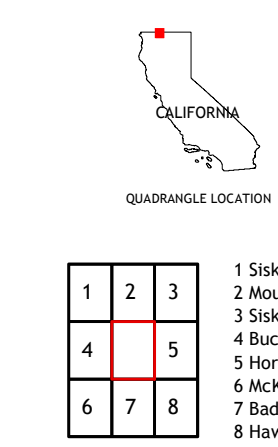 CALIFORNIA
QUADRANGLE LOCATION
1 2 3
4 5
6 7 8
1 Sisk
2 Mou
3 Sisk
4 Buc
5 Hor
6 McK
7 Bad
8 Haw